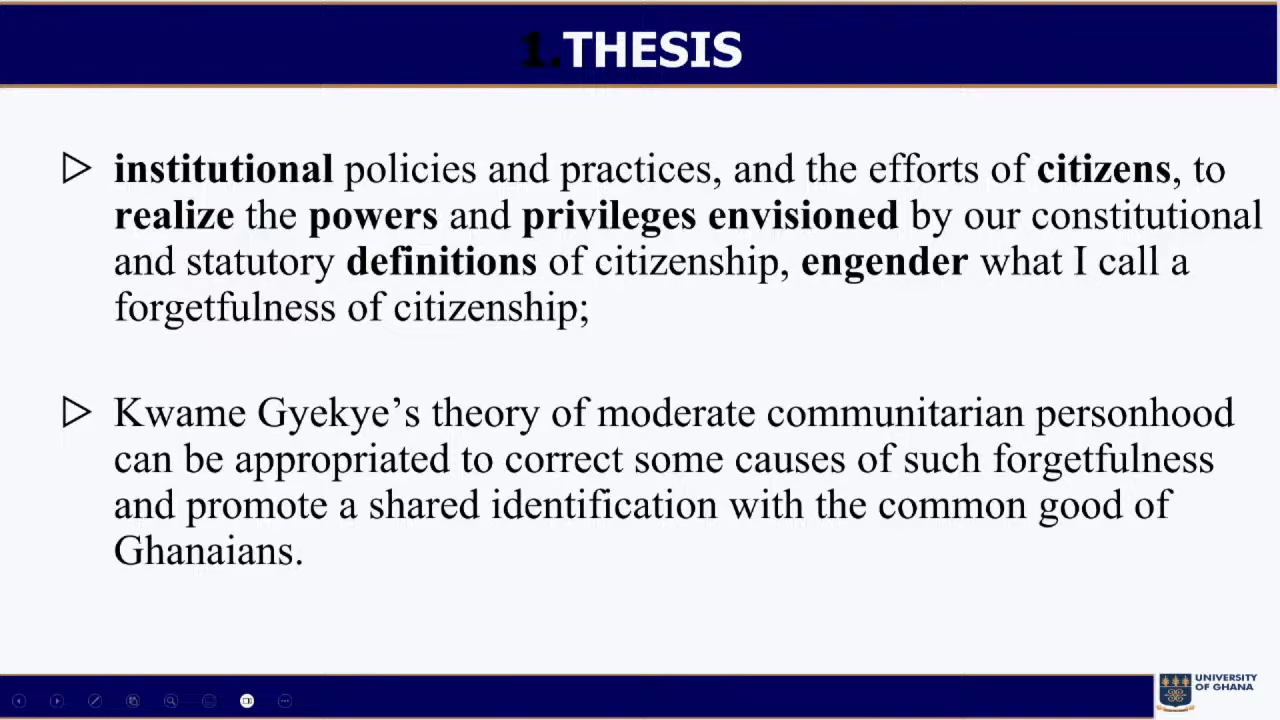 1.THESIS
institutional policies and practices, and the efforts of citizens, to
realize the powers and privileges envisioned by our constitutional
and statutory definitions of citizenship, engender what I call a
forgetfulness of citizenship;
Kwame Gyekye’s theory of moderate communitarian personhood
can be appropriated to correct some causes of such forgetfulness
and promote a shared identification with the common good of
Ghanaians.
UNIVERSITY
OF GHANA